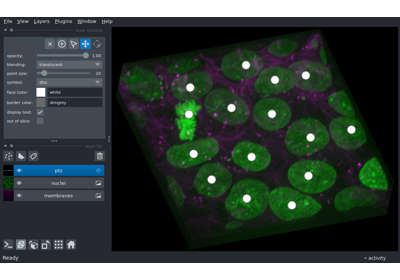 File View Layers Plugins Window Help
opacity: 1.00
blending: translucent
point size: 10
symbol: disc
face color: white
border color: dimgrey
display text: ✓
out of slice:
pts
nuclei
membranes
Ready activity